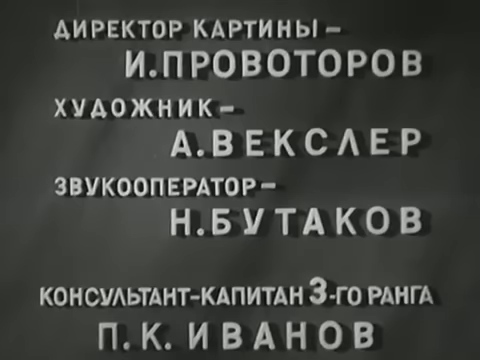 ДИРЕКТОР КАРТИНЫ –
И.ПРОВОТОРОВ
ХУДОЖНИК –
А.ВЕКСЛЕР
ЗВУКООПЕРАТОР –
Н.БУТАКОВ
КОНСУЛЬТАНТ-КАПИТАН 3-ГО РАНГА
П.К.ИВАНОВ